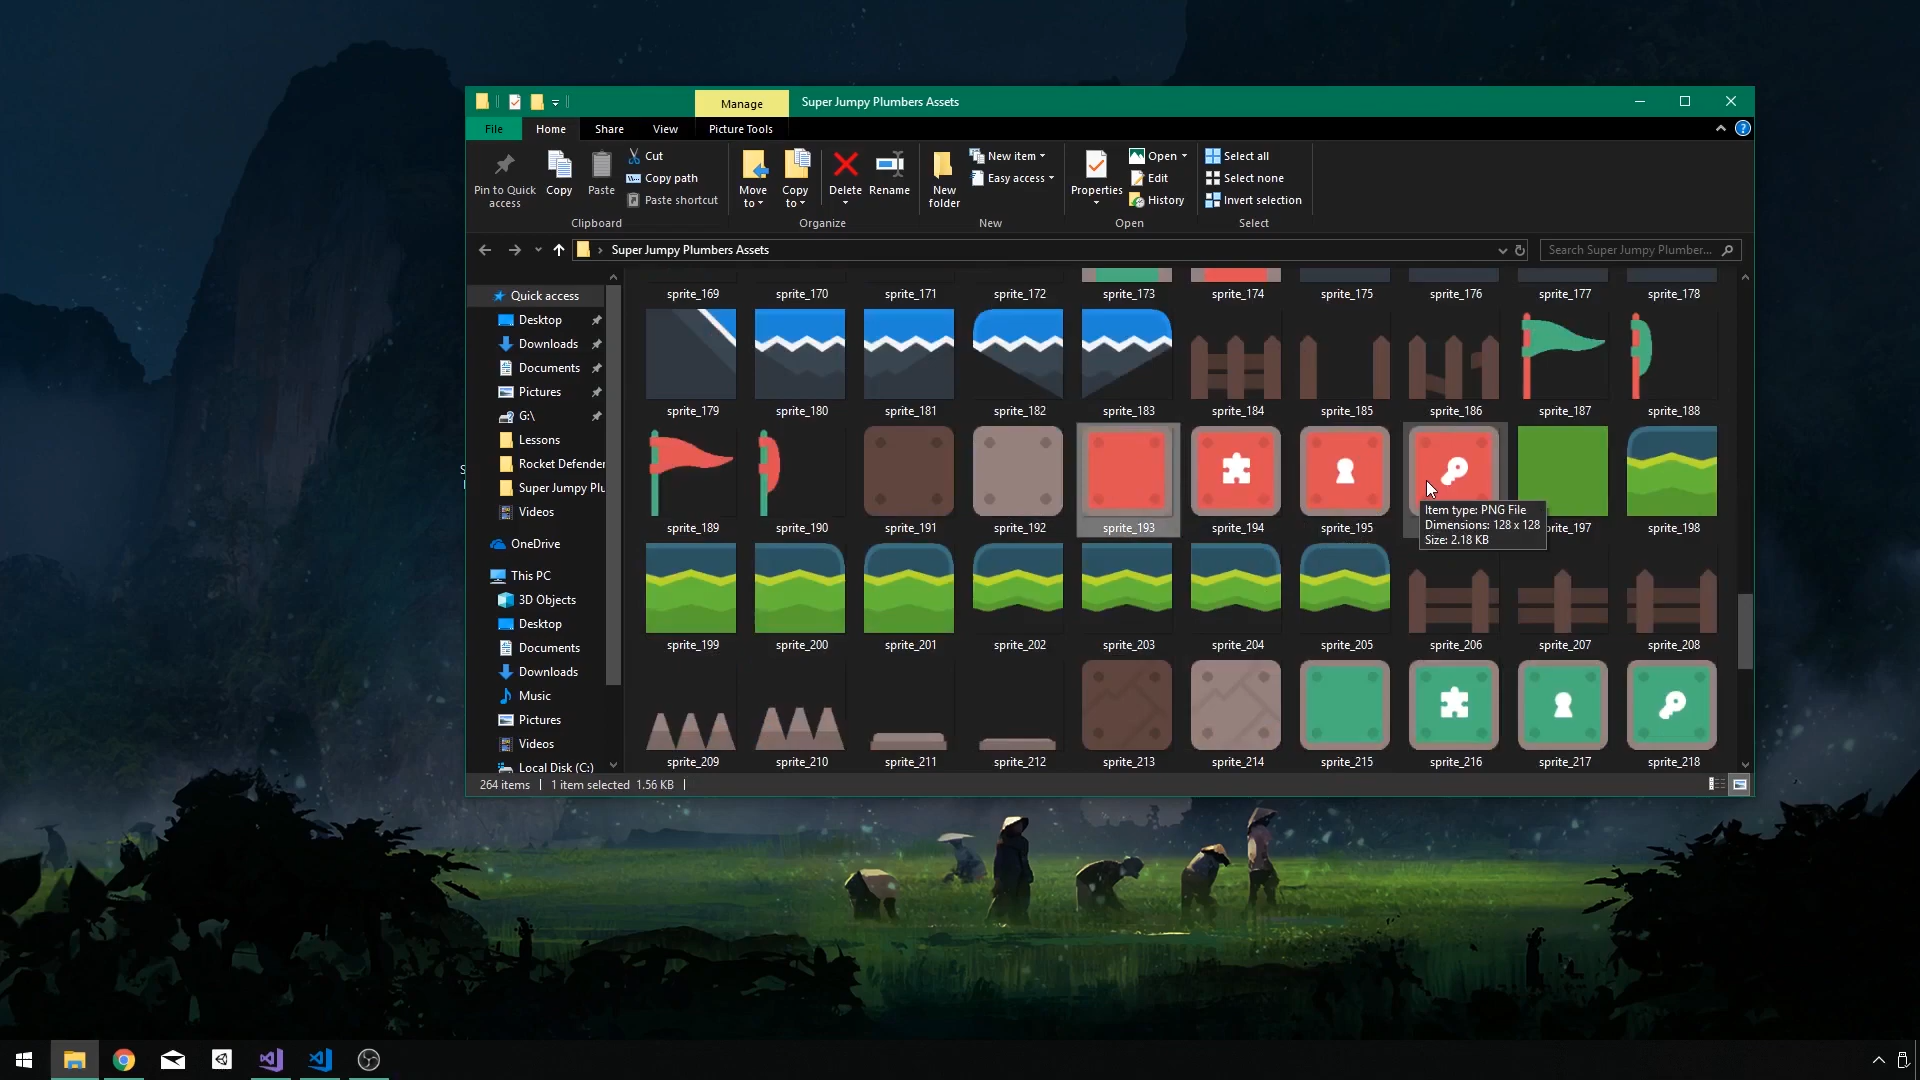 Manage
Super Jumpy Plumbers Assets
File
Home
Share
View
Picture Tools
Pin to Quick access
Copy
Paste
Cut
Copy path
Paste shortcut
Clipboard
Move to
Copy to
Delete
Rename
Organize
New folder
New item
Easy access
New
Properties
Open
Edit
History
Open
Select all
Select none
Invert selection
Select
Super Jumpy Plumbers Assets
Search Super Jumpy Plumber...
Quick access
Desktop
Downloads
Documents
Pictures
G:\
Lessons
Rocket Defender
Super Jumpy Plu
Videos
OneDrive
This PC
3D Objects
Desktop
Documents
Downloads
Music
Pictures
Videos
Local Disk (C:)
sprite_169 sprite_170 sprite_171 sprite_172 sprite_173 sprite_174 sprite_175 sprite_176 sprite_177 sprite_178
sprite_179 sprite_180 sprite_181 sprite_182 sprite_183 sprite_184 sprite_185 sprite_186 sprite_187 sprite_188
sprite_189 sprite_190 sprite_191 sprite_192 sprite_193 sprite_194 sprite_195 rite_197 sprite_198
Item type: PNG File
Dimensions: 128 x 128
Size: 2.18 KB
sprite_199 sprite_200 sprite_201 sprite_202 sprite_203 sprite_204 sprite_205 sprite_206 sprite_207 sprite_208
sprite_209 sprite_210 sprite_211 sprite_212 sprite_213 sprite_214 sprite_215 sprite_216 sprite_217 sprite_218
264 items
1 item selected 1.56 KB